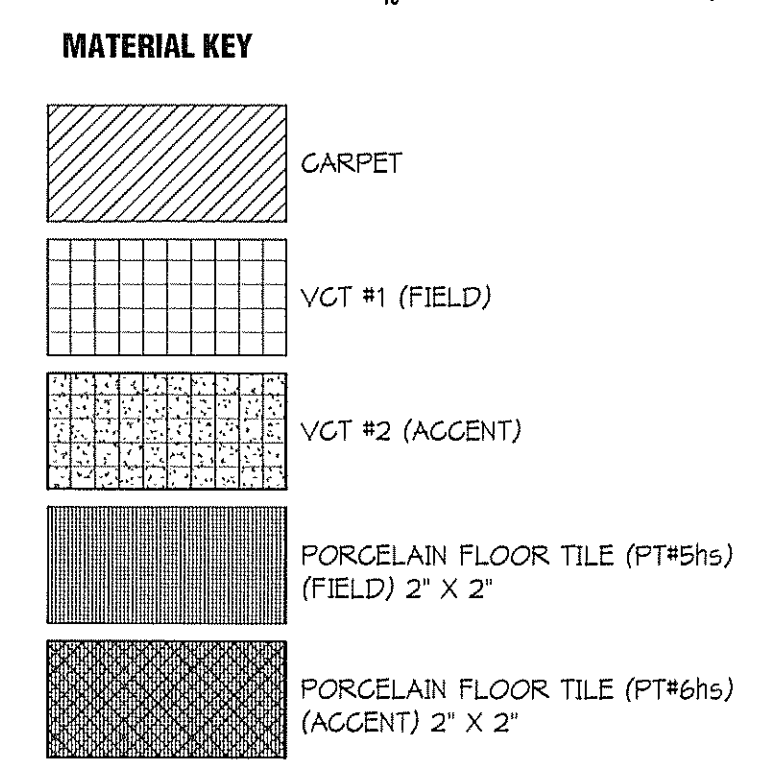 MATERIAL KEY
CARPET
VCT #1 (FIELD)
VCT #2 (ACCENT)
PORCELAIN FLOOR TILE (PT#5hs)
(FIELD) 2" X 2"
PORCELAIN FLOOR TILE (PT#6hs)
(ACCENT) 2" X 2"